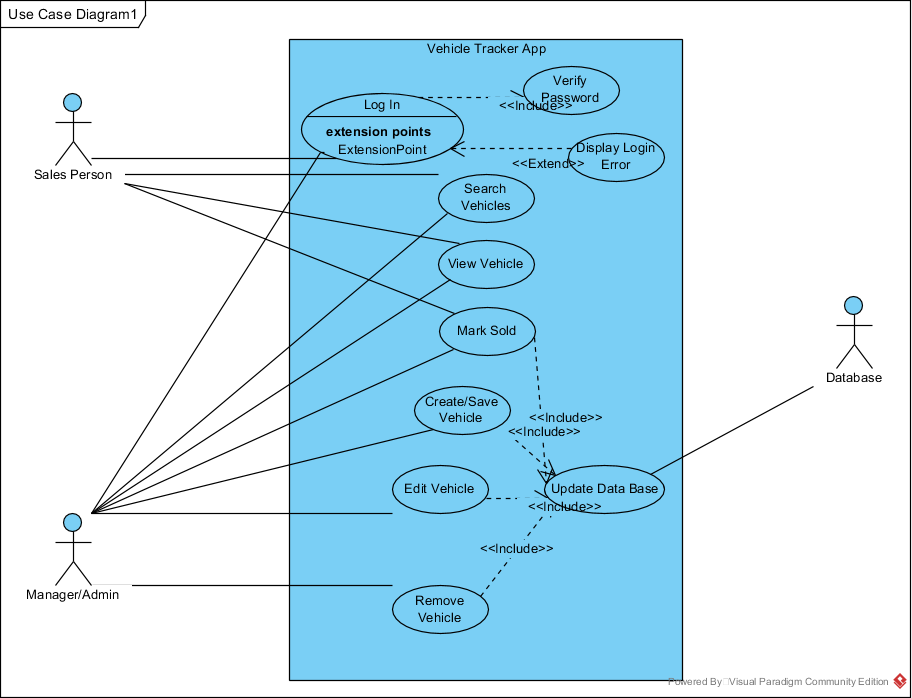 Use Case Diagram1
Vehicle Tracker App
Verify
Password
Log In
<<Include>>
extension points
ExtensionPoint
Display Login
Error
<<Extend>>
Sales Person
Search
Vehicles
View Vehicle
Mark Sold
Database
Create/Save
Vehicle
<<Include>>
<<Include>>
Edit Vehicle
Update Data Base
<<Include>>
<<Include>>
Manager/Admin
Remove
Vehicle
Powered By Visual Paradigm Community Edition